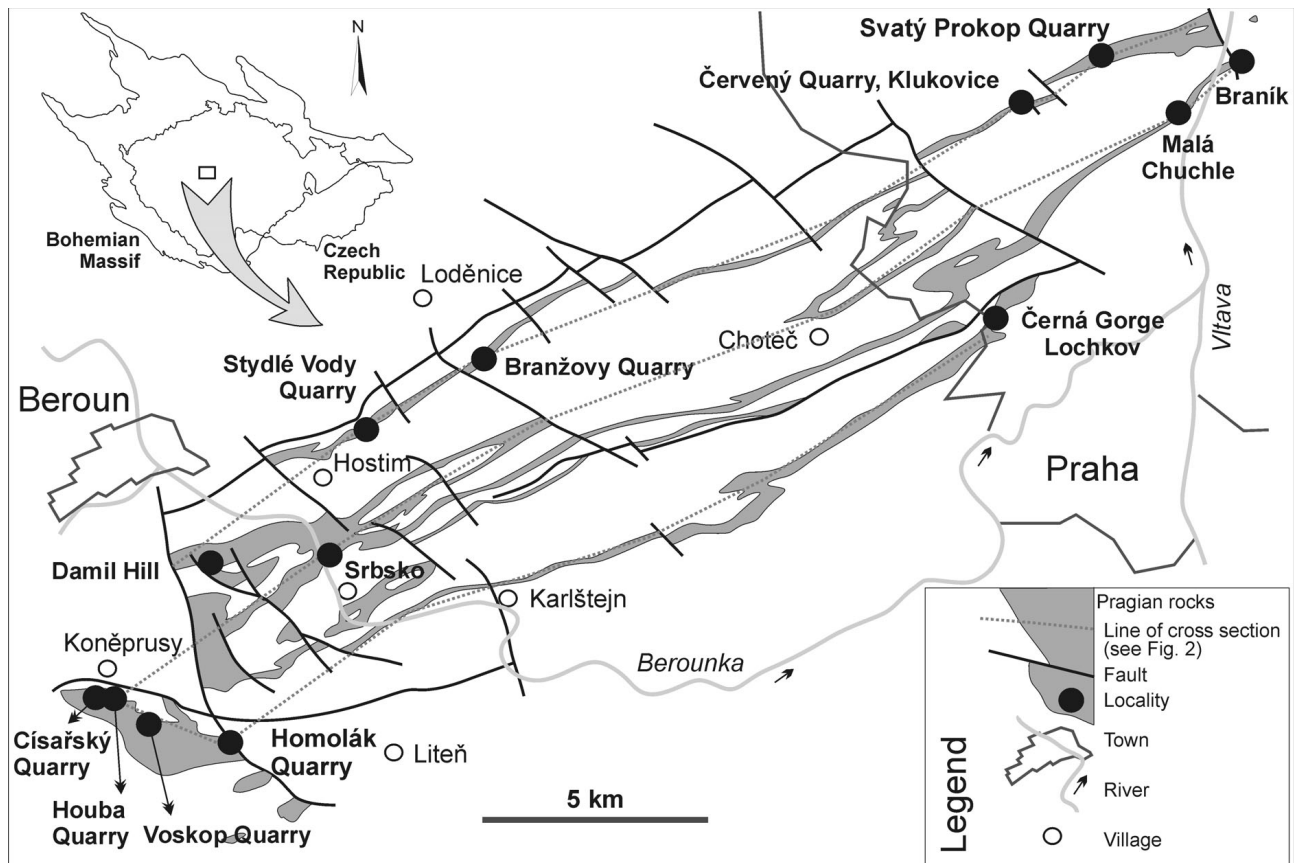 N
Svatý Prokop Quarry
Červený Quarry, Klukovice
Braník
Malá
Chuchle
Bohemian
Massif
Czech
Republic
Loděnice
Vltava
Stydlé Vody
Quarry
Branžovy Quarry
Choteč
Černá Gorge
Lochkov
Beroun
Hostim
Praha
Damil Hill
Srbsko
Karlštejn
Koněprusy
Berounka
Císařský
Quarry
Homolák
Quarry
Liteň
Houba
Quarry
Voskop Quarry
5 km
Legend
Pragian rocks
Line of cross section
(see Fig. 2)
Fault
Locality
Town
River
Village